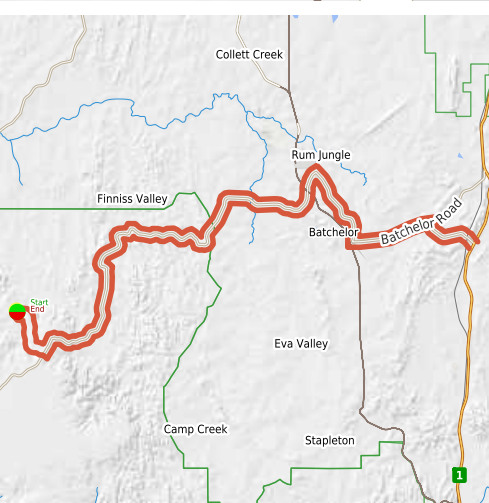 Collett Creek
Rum Jungle
Finniss Valley
Batchelor
Batchelor Road
Start
End
Eva Valley
Camp Creek
Stapleton
1